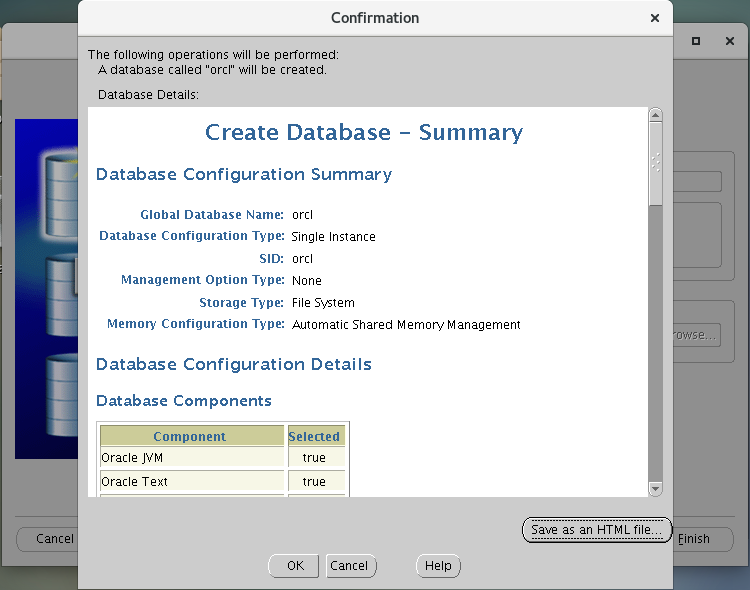 Confirmation
The following operations will be performed:
A database called "orcl" will be created.
Database Details:
Create Database - Summary
Database Configuration Summary
Global Database Name: orcl
Database Configuration Type: Single Instance
SID: orcl
Management Option Type: None
Storage Type: File System
Memory Configuration Type: Automatic Shared Memory Management
Database Configuration Details
Database Components
Component Selected
Oracle JVM true
Oracle Text true
rowse...
Save as an HTML file...
Cancel Finish
OK Cancel Help